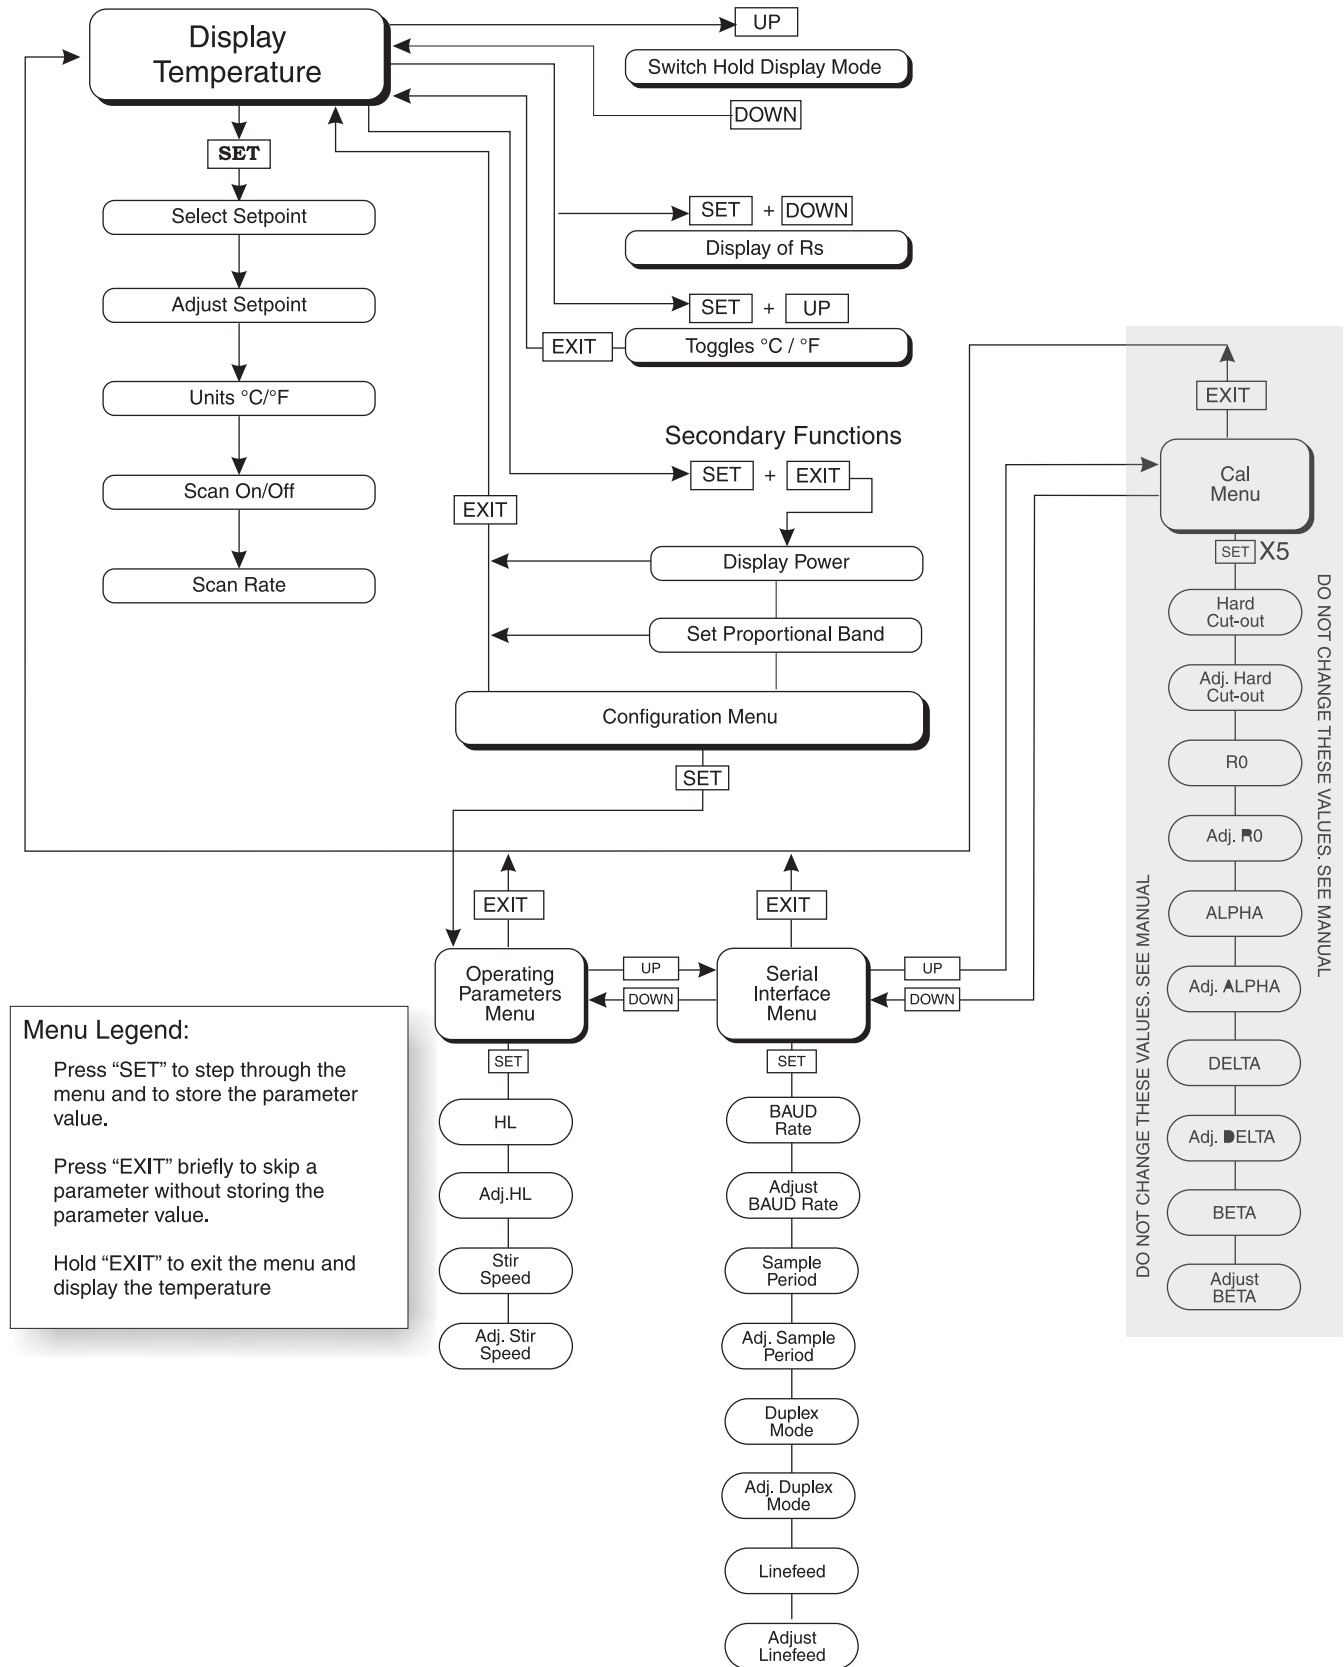 Display
Temperature
UP
Switch Hold Display Mode
DOWN
SET
Select Setpoint
Adjust Setpoint
Units °C/°F
Scan On/Off
Scan Rate
SET + DOWN
Display of Rs
SET + UP
EXIT
Toggles °C / °F
Secondary Functions
SET + EXIT
EXIT
Display Power
Set Proportional Band
Configuration Menu
SET
EXIT
Cal
Menu
SET X5
Hard
Cut-out
Adj. Hard
Cut-out
R0
Adj. R0
ALPHA
Adj. ALPHA
DELTA
Adj. DELTA
BETA
Adjust
BETA
DO NOT CHANGE THESE VALUES. SEE MANUAL
DO NOT CHANGE THESE VALUES. SEE MANUAL
EXIT
Operating
Parameters
Menu
UP
DOWN
SET
HL
Adj.HL
Stir
Speed
Adj. Stir
Speed
EXIT
Serial
Interface
Menu
UP
DOWN
SET
BAUD
Rate
Adjust
BAUD Rate
Sample
Period
Adj. Sample
Period
Duplex
Mode
Adj. Duplex
Mode
Linefeed
Adjust
Linefeed
Menu Legend:
Press “SET” to step through the
menu and to store the parameter
value.
Press “EXIT” briefly to skip a
parameter without storing the
parameter value.
Hold “EXIT” to exit the menu and
display the temperature